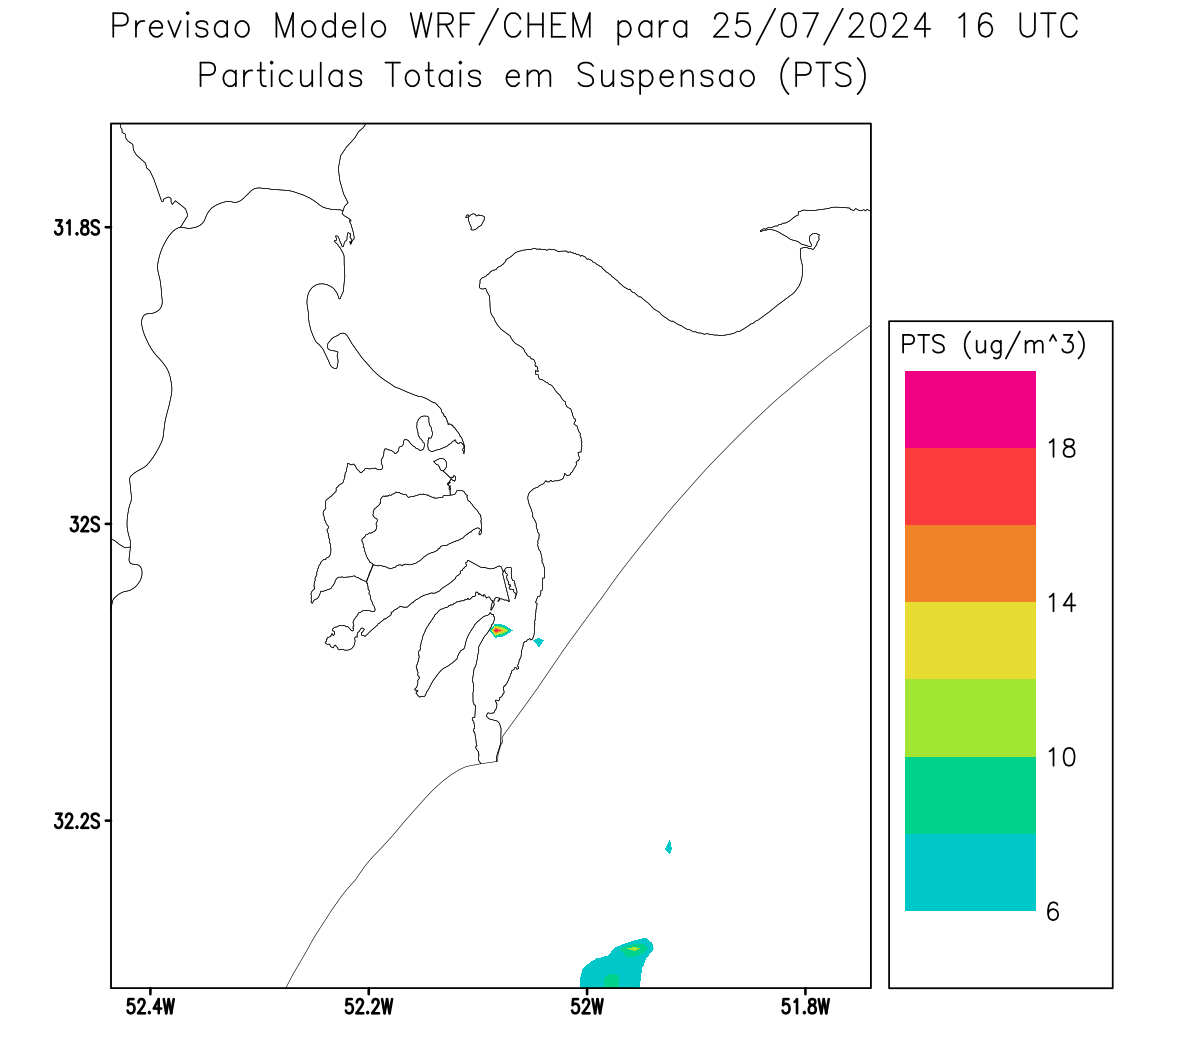 Previsao Modelo WRF/CHEM para 25/07/2024 16 UTC
Particulas Totais em Suspensao (PTS)
31.8S
32S
32.2S
52.4W
52.2W
52W
51.8W
PTS (ug/m^3)
18
14
10
6